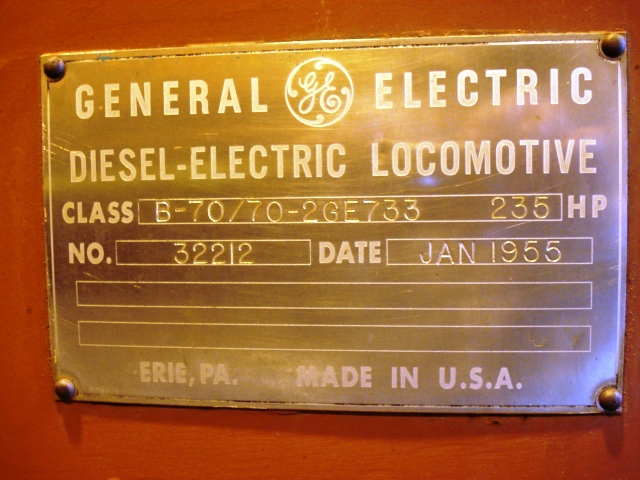 GENERAL GE ELECTRIC
DIESEL-ELECTRIC LOCOMOTIVE
CLASS B-70/70-2GE733 235 HP
NO. 32212 DATE JAN 1955
ERIE, PA. MADE IN U.S.A.